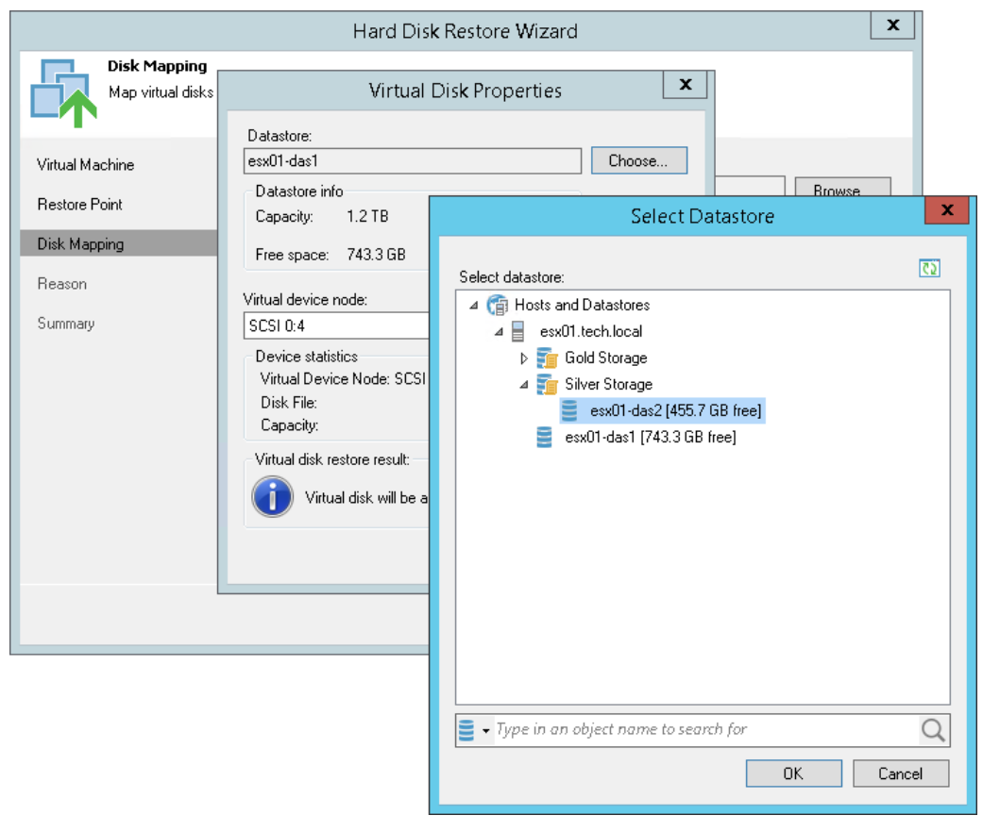 Hard Disk Restore Wizard
x
Disk Mapping
Map virtual disks
Virtual Machine
Restore Point
Disk Mapping
Reason
Summary
Browse
Virtual Disk Properties
x
Datastore:
esx01-das1
Choose...
Datastore info
Capacity: 1.2 TB
Free space: 743.3 GB
Virtual device node:
SCSI 0:4
Device statistics
Virtual Device Node: SCSI
Disk File:
Capacity:
Virtual disk restore result:
Virtual disk will be a
Select Datastore
x
Select datastore:
Hosts and Datastores
esx01.tech.local
Gold Storage
Silver Storage
esx01-das2 [455.7 GB free]
esx01-das1 [743.3 GB free]
Type in an object name to search for
OK
Cancel